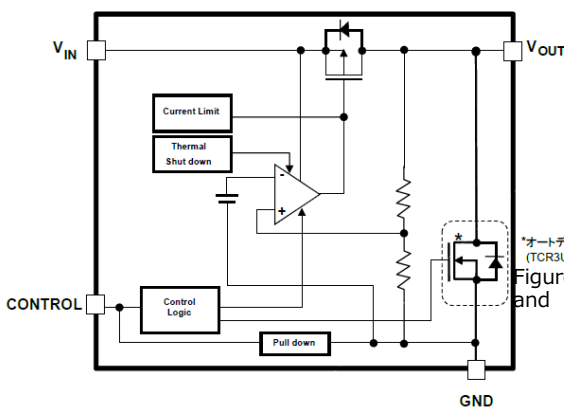 VIN
VOUT
Current Limit
Thermal
Shut down
-
+
*
*オートデ
(TCR3U
Figure
and
CONTROL
Control
Logic
Pull down
GND